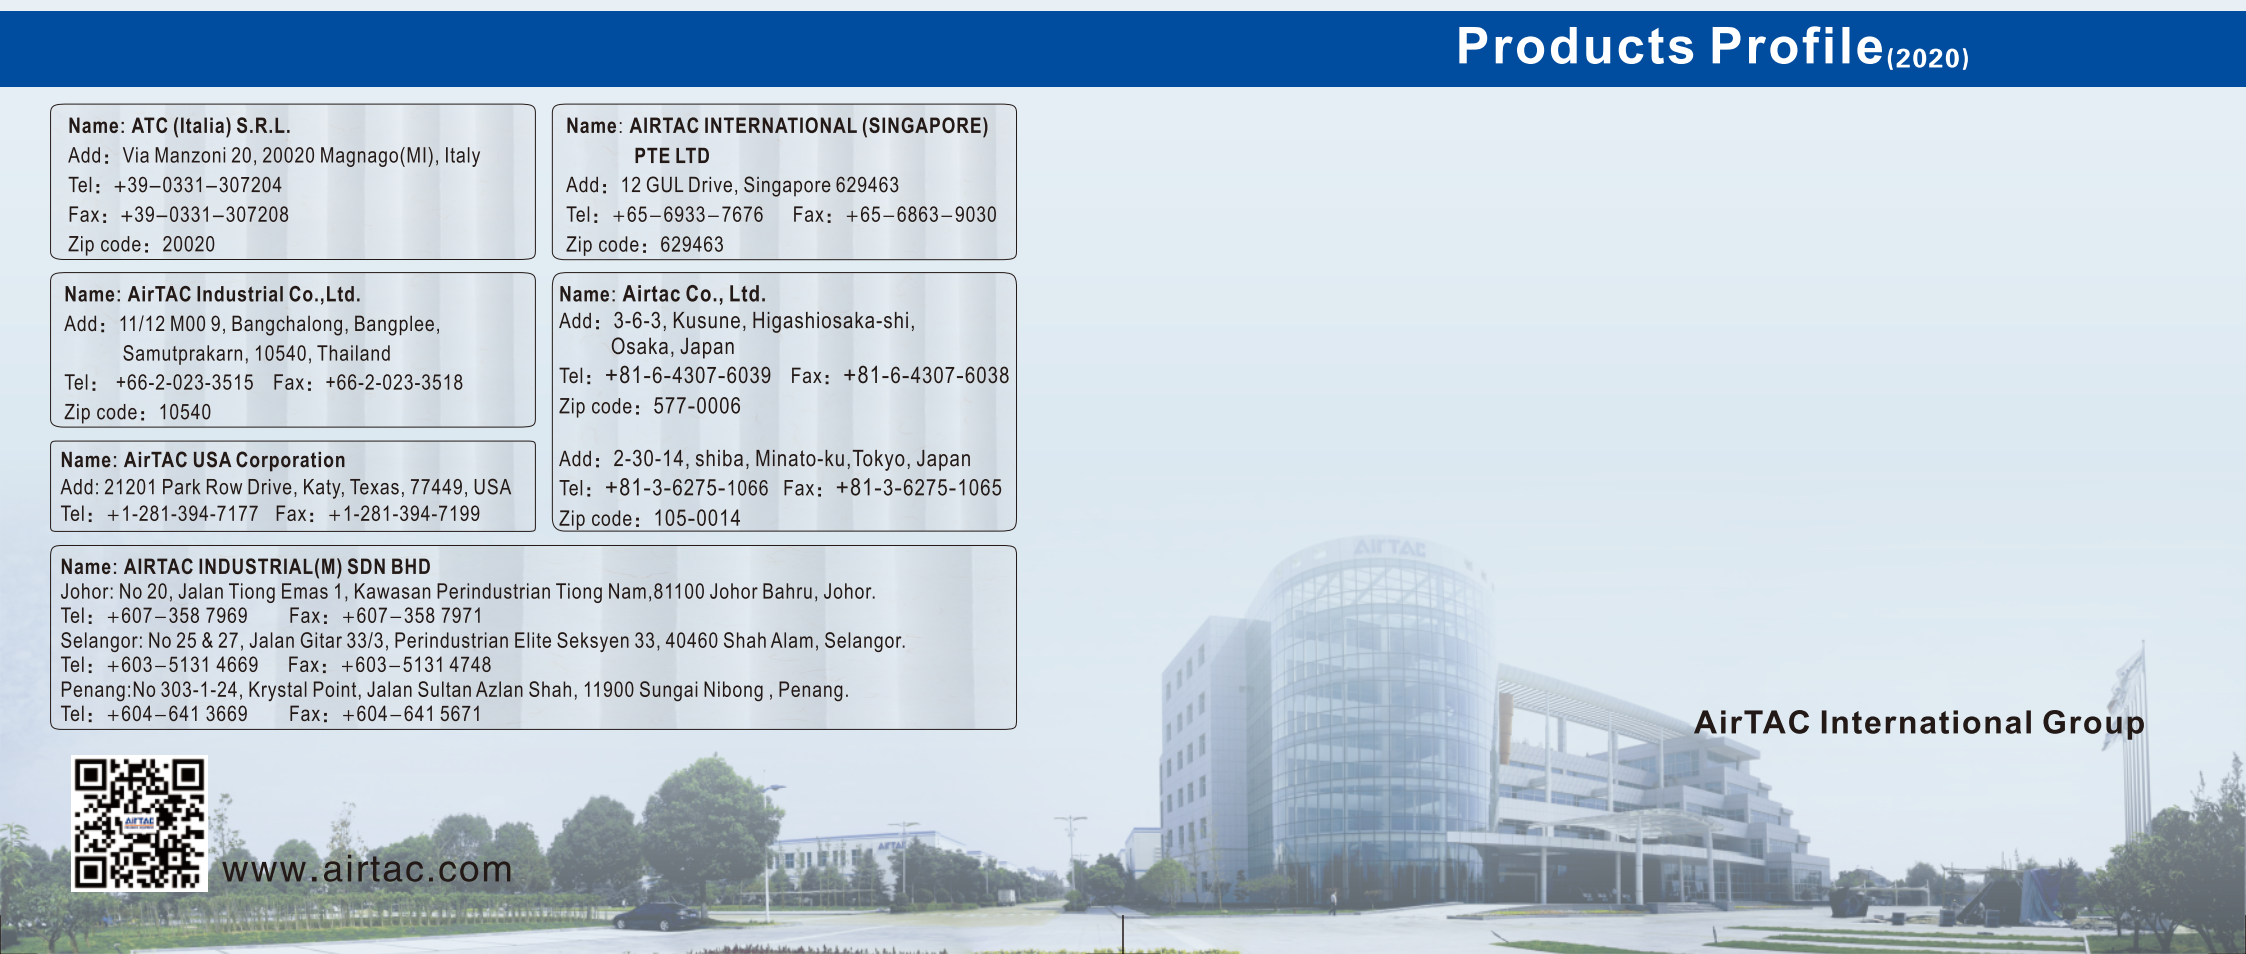 Products Profile(2020)
Name: ATC (Italia) S.R.L.
Add：Via Manzoni 20, 20020 Magnago(MI), Italy
Tel：+39–0331–307204
Fax：+39–0331–307208
Zip code：20020
Name: AIRTAC INTERNATIONAL (SINGAPORE)
PTE LTD
Add：12 GUL Drive, Singapore 629463
Tel：+65–6933–7676 Fax：+65–6863–9030
Zip code：629463
Name: AirTAC Industrial Co.,Ltd.
Add：11/12 M00 9, Bangchalong, Bangplee,
Samutprakarn, 10540, Thailand
Tel： +66-2-023-3515 Fax：+66-2-023-3518
Zip code：10540
Name: Airtac Co., Ltd.
Add：3-6-3, Kusune, Higashiosaka-shi,
Osaka, Japan
Tel：+81-6-4307-6039 Fax：+81-6-4307-6038
Zip code：577-0006
Add：2-30-14, shiba, Minato-ku,Tokyo, Japan
Tel：+81-3-6275-1066 Fax：+81-3-6275-1065
Zip code：105-0014
Name: AirTAC USA Corporation
Add: 21201 Park Row Drive, Katy, Texas, 77449, USA
Tel：+1-281-394-7177 Fax：+1-281-394-7199
Name: AIRTAC INDUSTRIAL(M) SDN BHD
Johor: No 20, Jalan Tiong Emas 1, Kawasan Perindustrian Tiong Nam,81100 Johor Bahru, Johor.
Tel：+607–358 7969 Fax：+607–358 7971
Selangor: No 25 & 27, Jalan Gitar 33/3, Perindustrian Elite Seksyen 33, 40460 Shah Alam, Selangor.
Tel：+603–5131 4669 Fax：+603–5131 4748
Penang:No 303-1-24, Krystal Point, Jalan Sultan Azlan Shah, 11900 Sungai Nibong , Penang.
Tel：+604–641 3669 Fax：+604–641 5671
AirTAC
AirTAC International Group
AirTAC
AirTAC
www.airtac.com